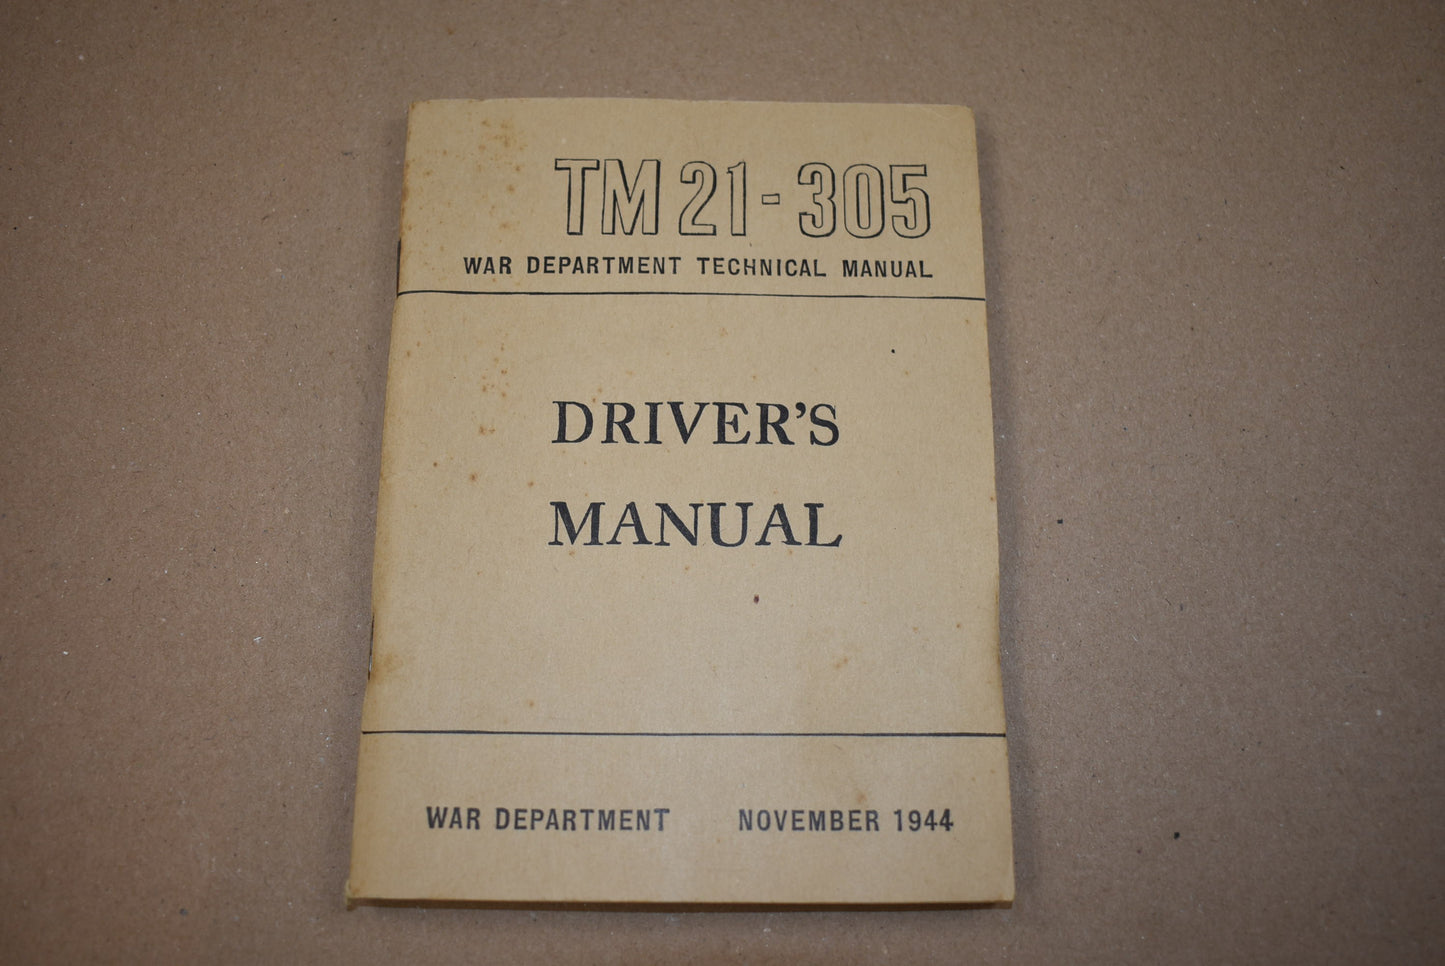 TM 21-305
WAR DEPARTMENT TECHNICAL MANUAL
DRIVER'S
MANUAL
WAR DEPARTMENT NOVEMBER 1944